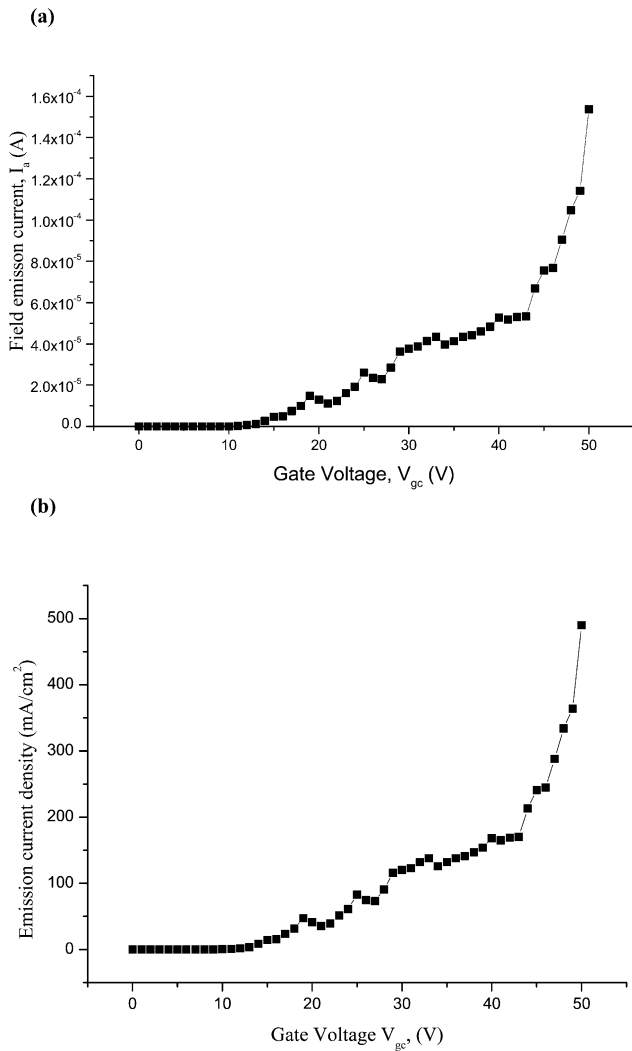 (a)
Field emisson current, I_a (A)
1.6x10^-4
1.4x10^-4
1.2x10^-4
1.0x10^-4
8.0x10^-5
6.0x10^-5
4.0x10^-5
2.0x10^-5
0.0
0 10 20 30 40 50
Gate Voltage, V_gc (V)
(b)
Emission current density (mA/cm^2)
500
400
300
200
100
0
0 10 20 30 40 50
Gate Voltage V_gc, (V)